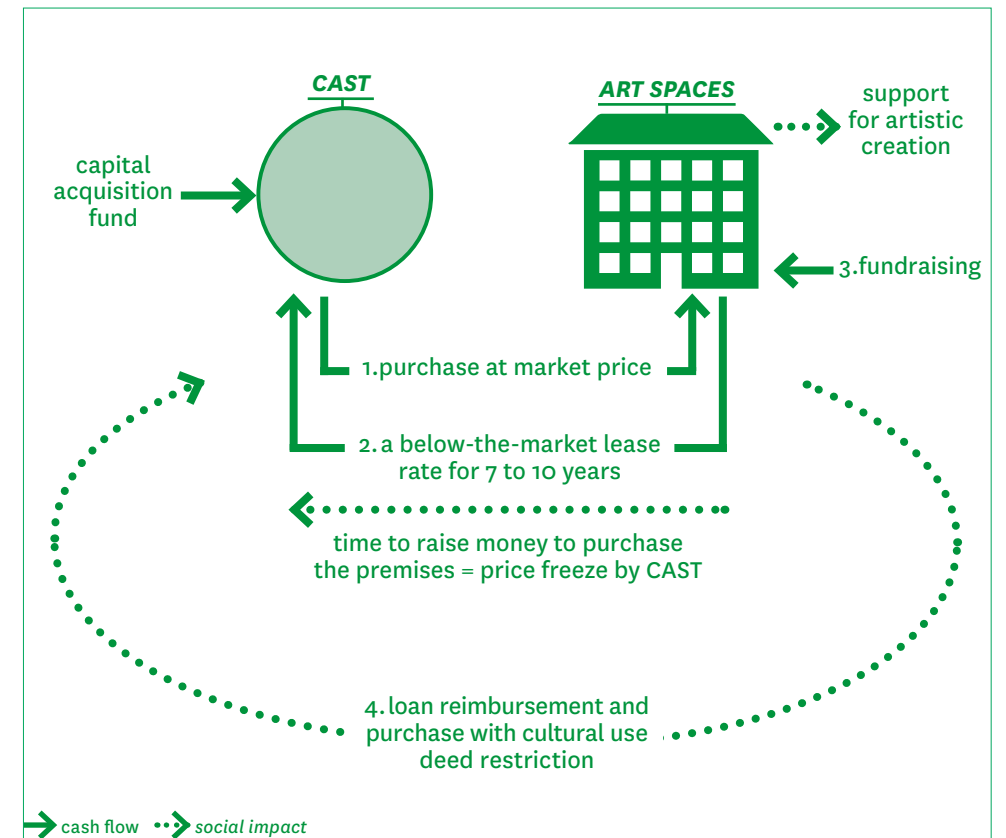 CAST
ART SPACES
support
for artistic
creation
capital
acquisition
fund
3.fundraising
1.purchase at market price
2.a below-the-market lease
rate for 7 to 10 years
time to raise money to purchase
the premises = price freeze by CAST
4.loan reimbursement and
purchase with cultural use
deed restriction
cash flow social impact